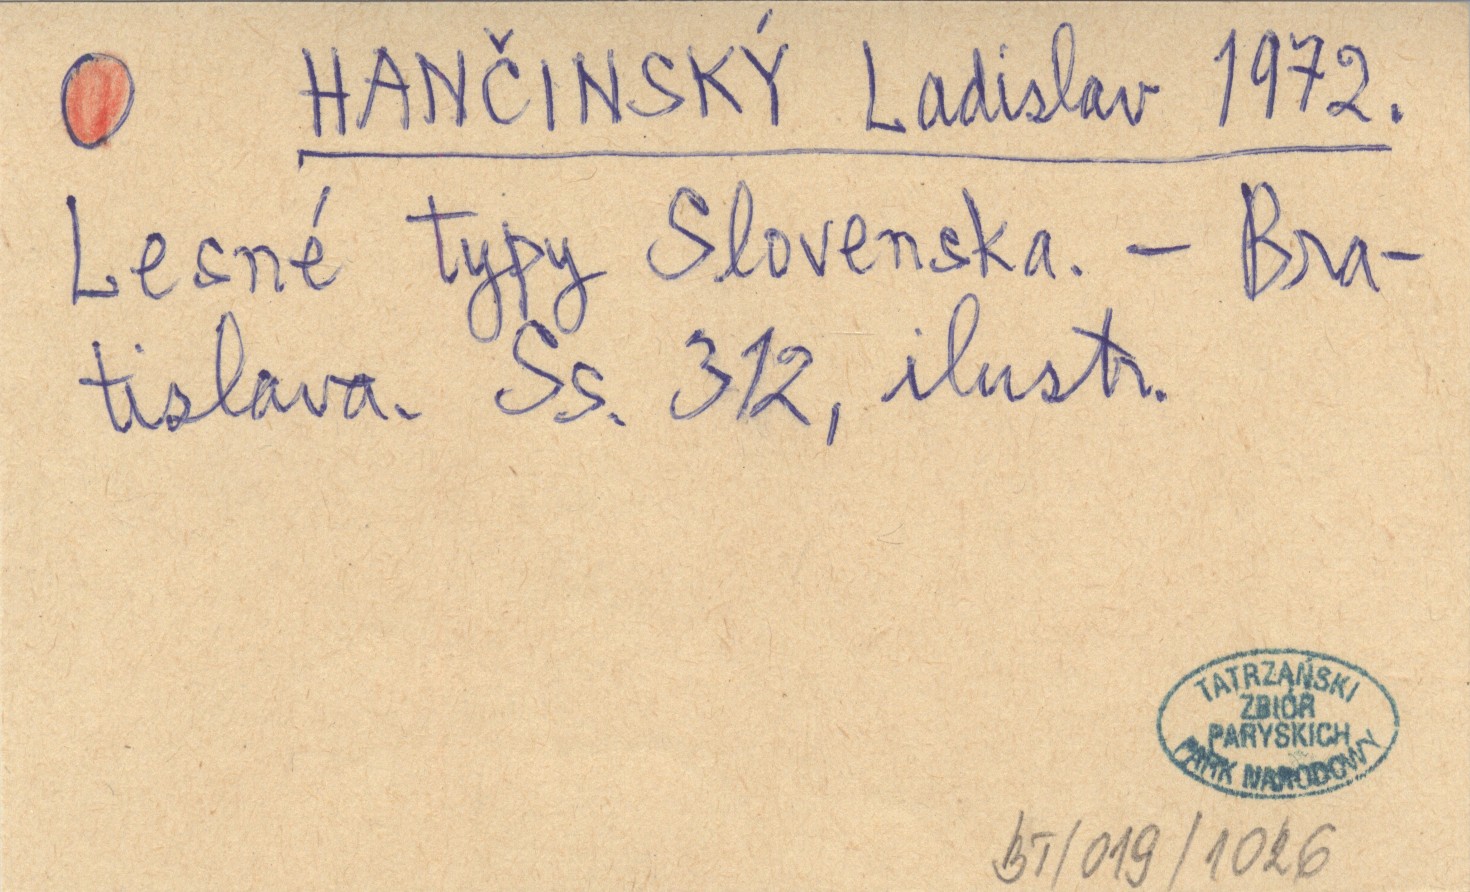 HANČINSKÝ Ladislav 1972.
Lesné typy Slovenska. – Bra-
tislava. Ss. 312, ilustr.
TATRZAŃSKI
ZBIÓR
PARYSKICH
PARK NARODOWY
BT/019/1026